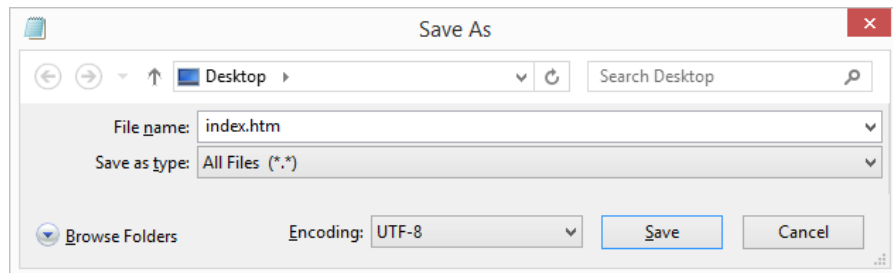 Save As
Desktop
Search Desktop
File name: index.htm
Save as type: All Files (*.*)
Browse Folders Encoding: UTF-8 Save Cancel